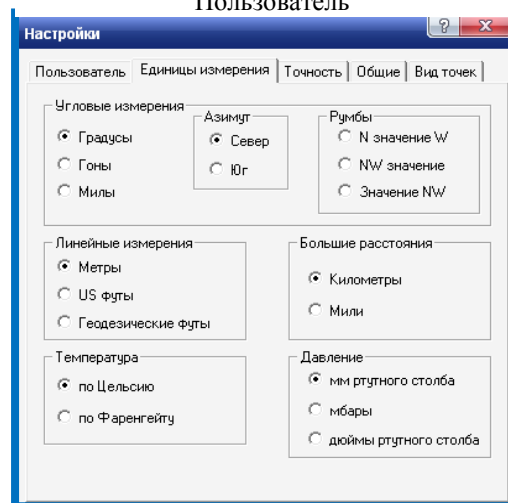 Пользователь
Настройки
Пользователь Единицы измерения Точность Общие Вид точек
Угловые измерения
Градусы
Гоны
Милы
Азимут
Север
Юг
Румбы
N значение W
NW значение
Значение NW
Линейные измерения
Метры
US футы
Геодезические футы
Большие расстояния
Километры
Мили
Температура
по Цельсию
по Фаренгейту
Давление
мм ртутного столба
мбары
дюймы ртутного столба